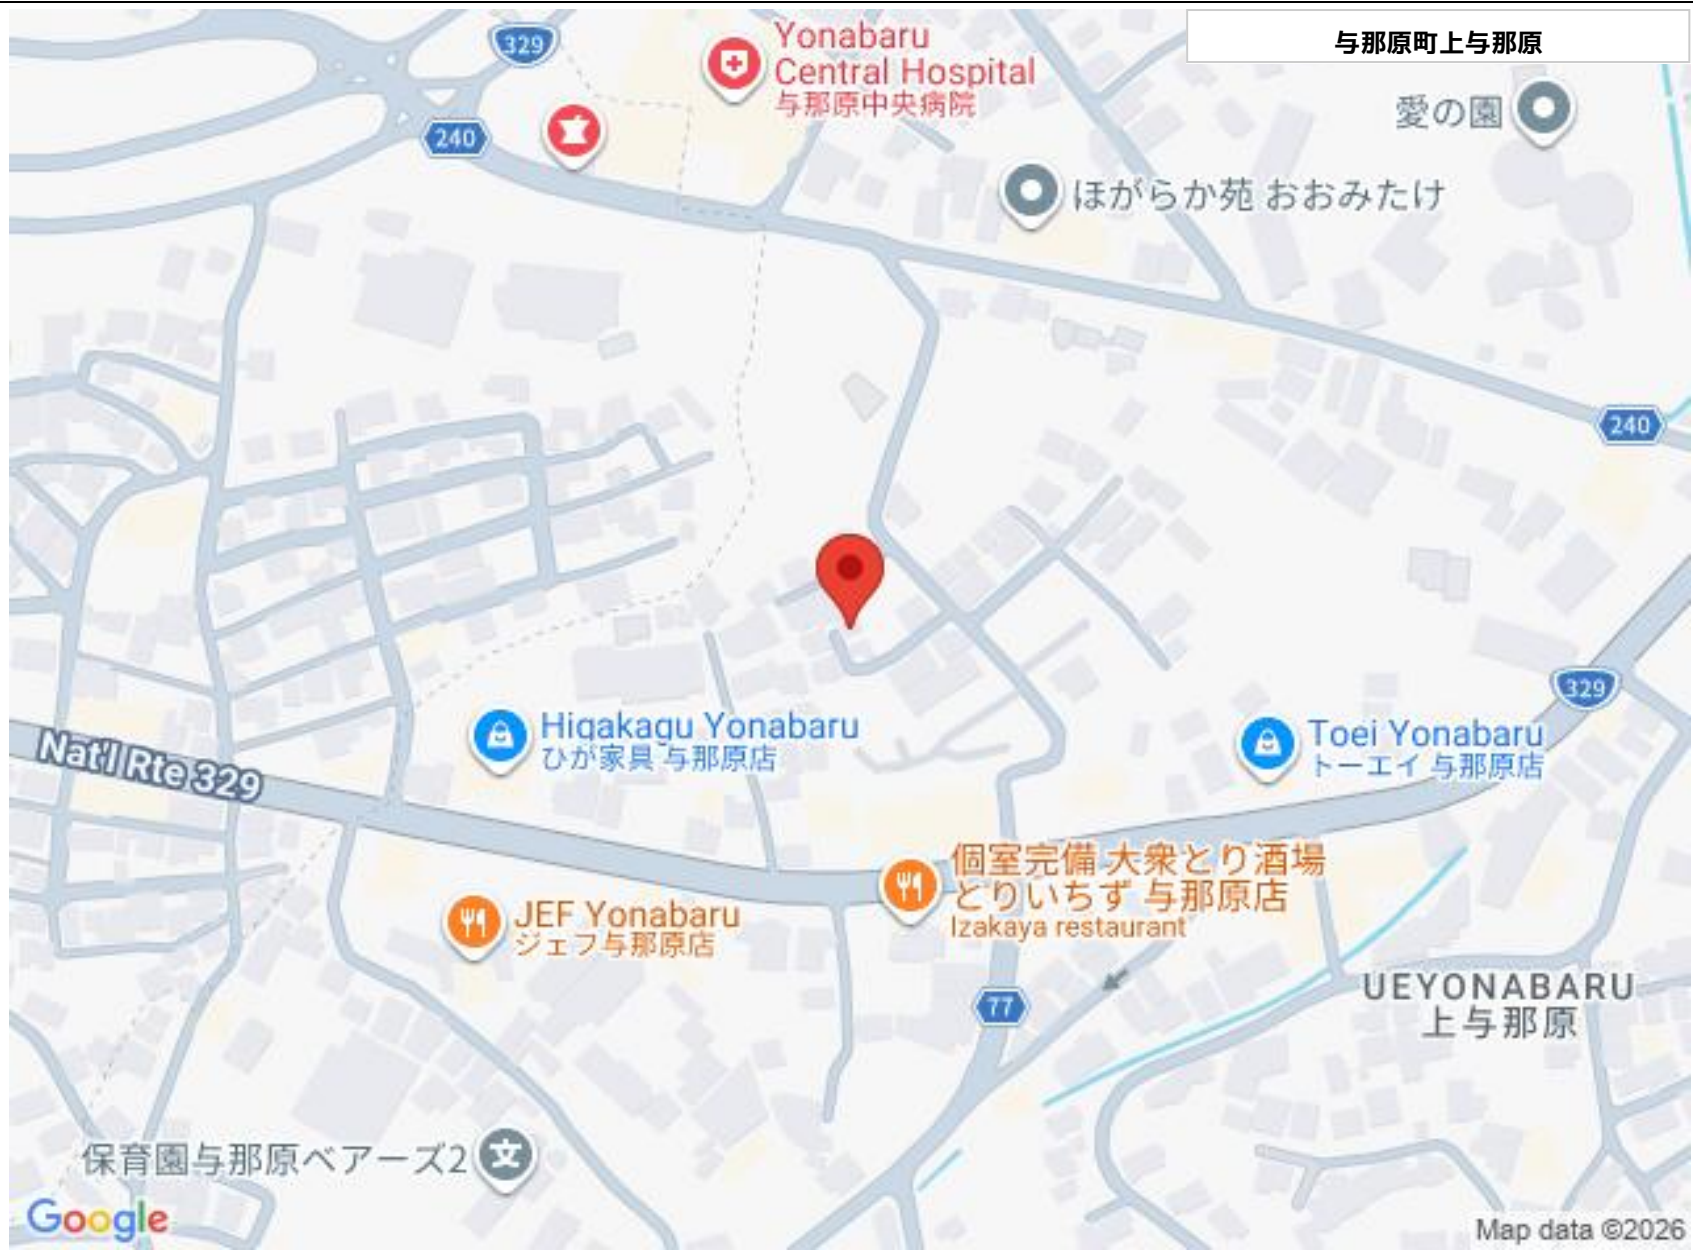 与那原町上与那原
329
Yonabaru
Central Hospital
与那原中央病院
愛の園
240
ほがらか苑 おおみたけ
240
329
Higakagu Yonabaru
ひが家具 与那原店
Toei Yonabaru
トーエイ 与那原店
Nat'l Rte 329
個室完備 大衆とり酒場
とりいちず 与那原店
Izakaya restaurant
JEF Yonabaru
ジェフ与那原店
77
UEYONABARU
上与那原
保育園与那原ベアーズ2
文
Google
Map data ©2026